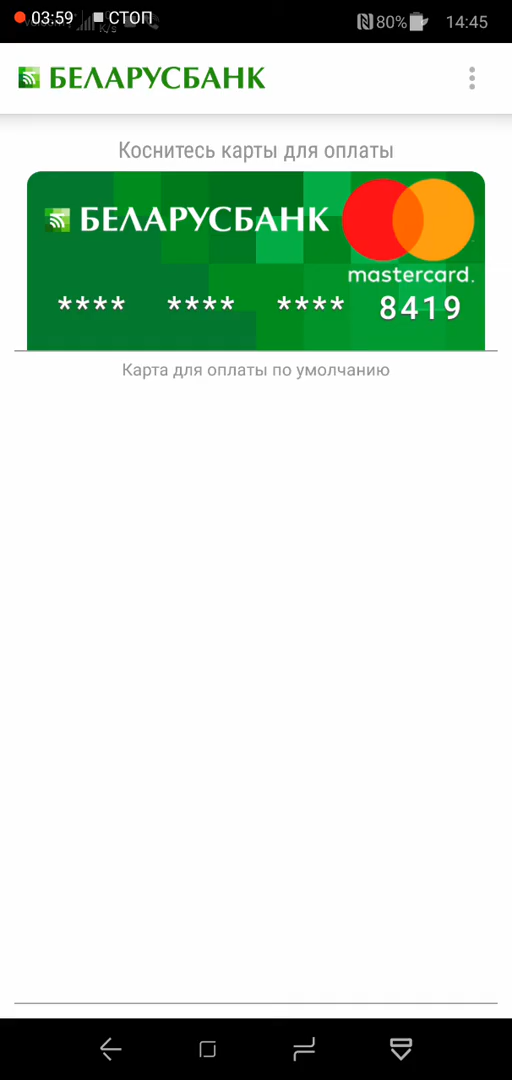 03:59 СТОП 80% 14:45
K/s
БЕЛАРУСБАНК
Коснитесь карты для оплаты
БЕЛАРУСБАНК
mastercard.
**** **** **** 8419
Карта для оплаты по умолчанию